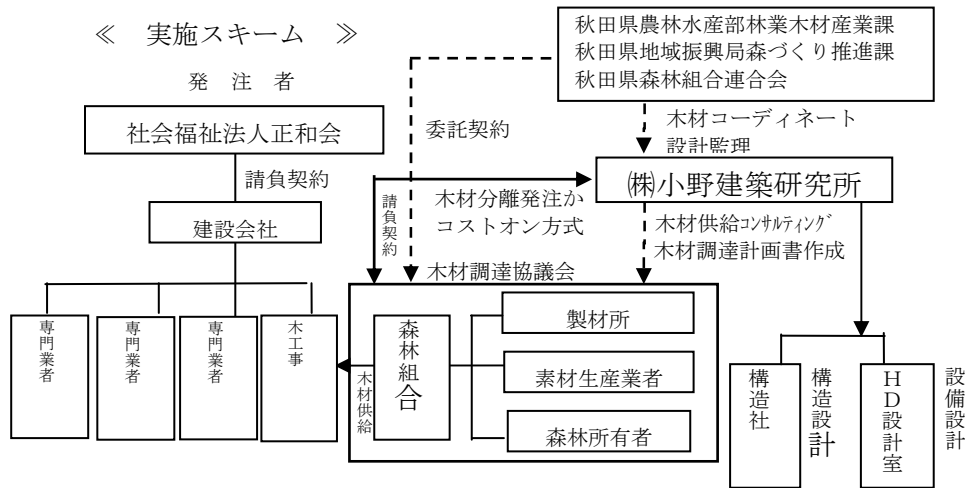 ≪ 実施スキーム ≫
発 注 者
社会福祉法人正和会
請負契約
建設会社
専門業者
専門業者
専門業者
木工事
秋田県農林水産部林業木材産業課
秋田県地域振興局森づくり推進課
秋田県森林組合連合会
委託契約
木材コーディネート
設計監理
㈱小野建築研究所
請負契約
木材分離発注か
コストオン方式
木材供給ｺﾝｻﾙﾃｨﾝｸﾞ
木材調達計画書作成
木材調達協議会
森林組合
木材供給
製材所
素材生産業者
森林所有者
構造社
構造設計
ＨＤ設計室
設備設計